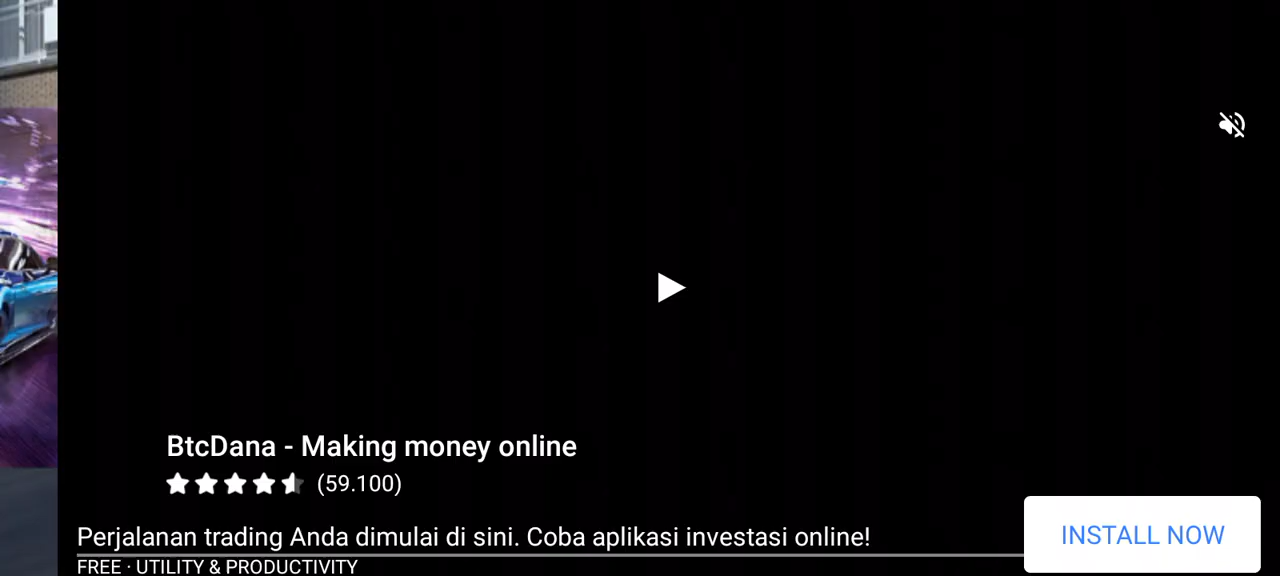 BtcDana - Making money online
(59.100)
Perjalanan trading Anda dimulai di sini. Coba aplikasi investasi online!
INSTALL NOW
FREE · UTILITY & PRODUCTIVITY